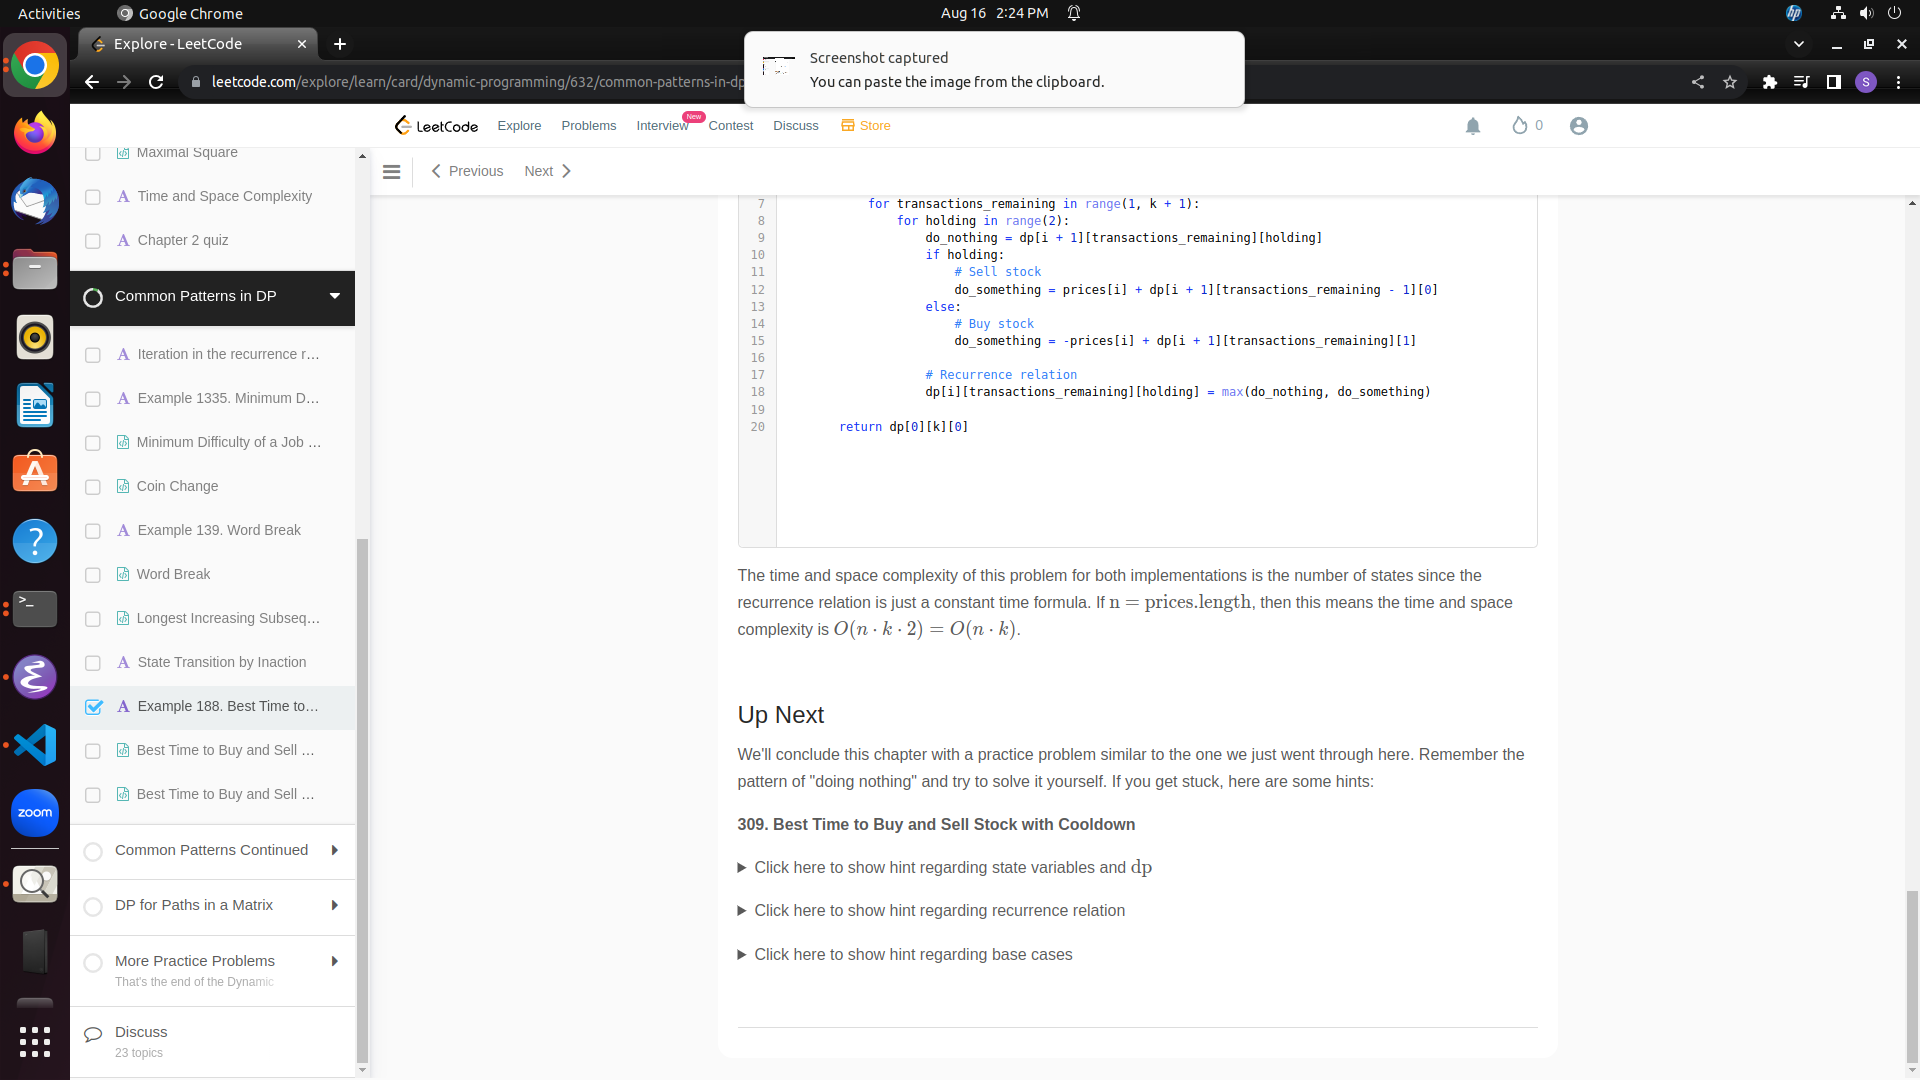 Activities
Google Chrome
Aug 16 2:24 PM
Explore - LeetCode
leetcode.com/explore/learn/card/dynamic-programming/632/common-patterns-in-dp
Screenshot captured
You can paste the image from the clipboard.
S
LeetCode
Explore
Problems
Interview
New
Contest
Discuss
Store
0
Previous
Next
Maximal Square
Time and Space Complexity
Chapter 2 quiz
Common Patterns in DP
Iteration in the recurrence r...
Example 1335. Minimum D...
Minimum Difficulty of a Job ...
Coin Change
Example 139. Word Break
Word Break
Longest Increasing Subseq...
State Transition by Inaction
Example 188. Best Time to...
Best Time to Buy and Sell ...
Best Time to Buy and Sell ...
Common Patterns Continued
DP for Paths in a Matrix
More Practice Problems
That's the end of the Dynamic
Discuss
23 topics
zoom
7 for transactions_remaining in range(1, k + 1):
8 for holding in range(2):
9 do_nothing = dp[i + 1][transactions_remaining][holding]
10 if holding:
11 # Sell stock
12 do_something = prices[i] + dp[i + 1][transactions_remaining - 1][0]
13 else:
14 # Buy stock
15 do_something = -prices[i] + dp[i + 1][transactions_remaining][1]
16
17 # Recurrence relation
18 dp[i][transactions_remaining][holding] = max(do_nothing, do_something)
19
20 return dp[0][k][0]
The time and space complexity of this problem for both implementations is the number of states since the
recurrence relation is just a constant time formula. If n = prices.length, then this means the time and space
complexity is O(n · k · 2) = O(n · k).
Up Next
We'll conclude this chapter with a practice problem similar to the one we just went through here. Remember the
pattern of "doing nothing" and try to solve it yourself. If you get stuck, here are some hints:
309. Best Time to Buy and Sell Stock with Cooldown
Click here to show hint regarding state variables and dp
Click here to show hint regarding recurrence relation
Click here to show hint regarding base cases